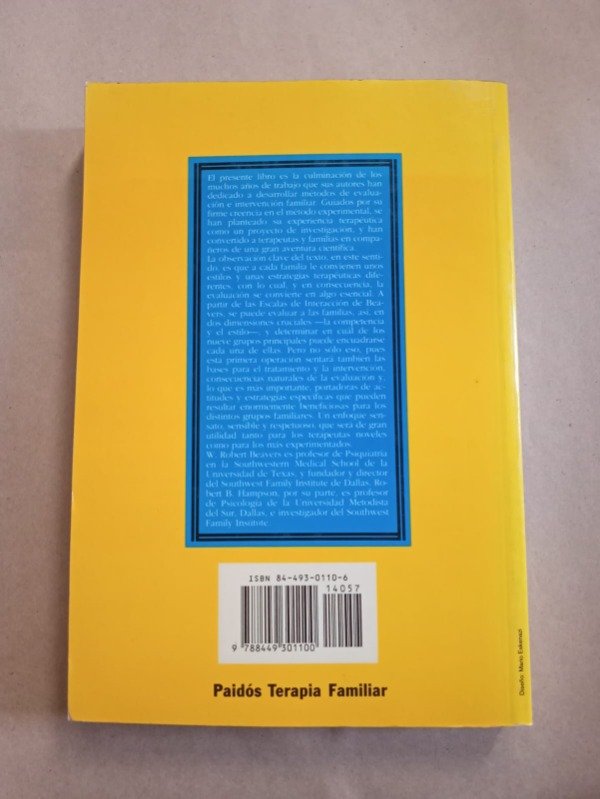 El presente libro es la culminación de los
muchos años de trabajo que sus autores han
dedicado a desarrollar métodos de evalua-
ción e intervención familiar. Guiados por su
firme creencia en el método experimental, se
han planteado su experiencia terapéutica
como un proyecto de investigación, y han
convertido a terapeutas y familias en compa-
ñeros de una gran aventura científica.
La observación clave del texto, en este senti-
do, es que a cada familia le convienen unos
estilos y unas estrategias terapéuticas dife-
rentes, con lo cual, y en consecuencia, la
evaluación se convierte en algo esencial. A
partir de las Escalas de Interacción de Bea-
vers, se puede evaluar a las familias, así, en
dos dimensiones cruciales —la competencia
y el estilo—, y determinar en cuál de los
nueve grupos principales puede encuadrarse
cada una de ellas. Pero no sólo eso, pues
esta primera operación sentará también las
bases para el tratamiento y la intervención,
consecuencias naturales de la evaluación y,
lo que es más importante, portadoras de ac-
titudes y estrategias específicas que pueden
resultar enormemente beneficiosas para los
distintos grupos familiares. Un enfoque sen-
sato, sensible y respetuoso, que será de gran
utilidad tanto para los terapeutas noveles
como para los más experimentados.
W. Robert Beavers es profesor de Psiquiatría
en la Southwestern Medical School de la
Universidad de Texas, y fundador y director
del Southwest Family Institute de Dallas. Ro-
bert B. Hampson, por su parte, es profesor
de Psicología de la Universidad Metodista
del Sur, Dallas, e investigador del Southwest
Family Institute.
ISBN 84-493-0110-6
14057
9 788449 301100
Paidós Terapia Familiar
Diseño: Mario Eskenazi